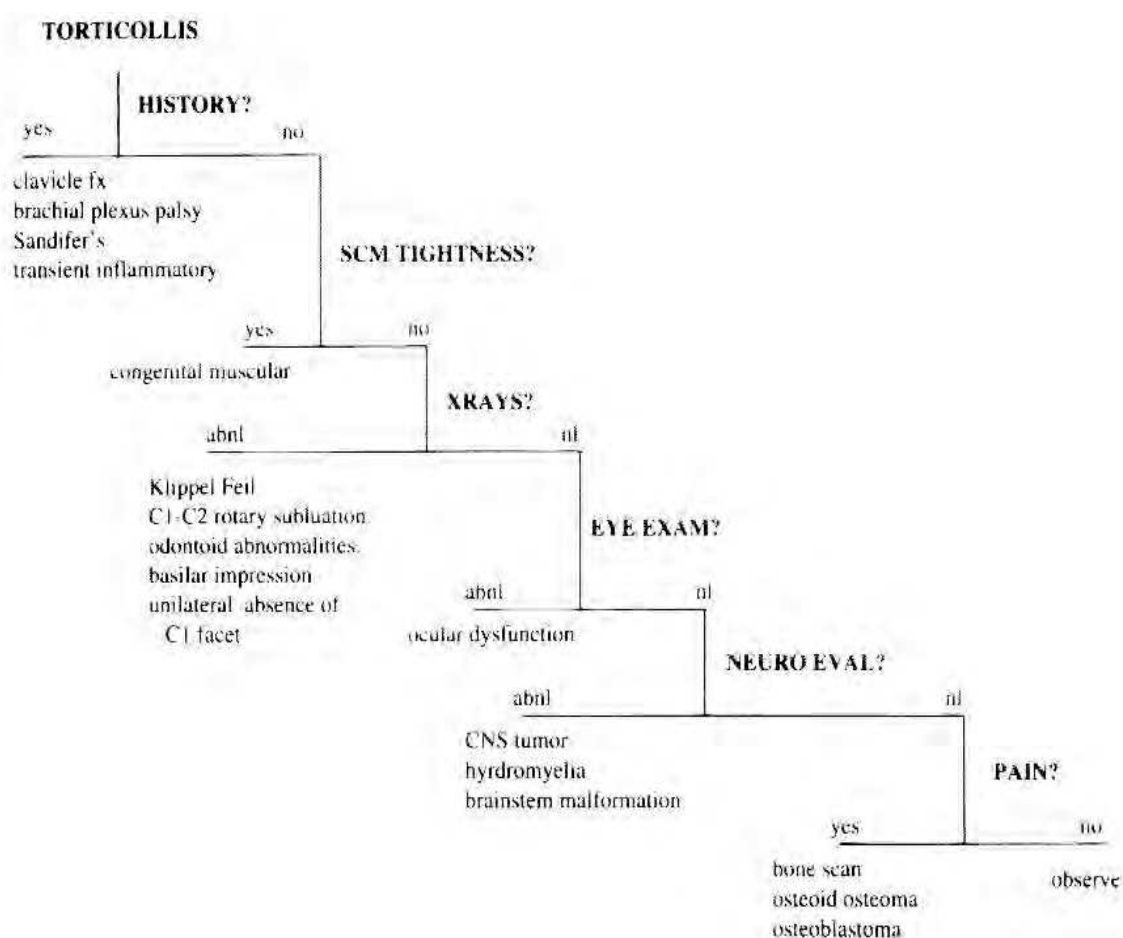 TORTICOLLIS
HISTORY?
yes
no
clavicle fx
brachial plexus palsy
Sandifer's
transient inflammatory
SCM TIGHTNESS?
yes
no
congenital muscular
XRAYS?
abnl
nl
Klippel Feil
C1-C2 rotary subluation
odontoid abnormalities
basilar impression
unilateral absence of
C1 facet
EYE EXAM?
abnl
nl
ocular dysfunction
NEURO EVAL?
abnl
nl
CNS tumor
hyrdromyelia
brainstem malformation
PAIN?
yes
no
bone scan
osteoid osteoma
osteoblastoma
observe